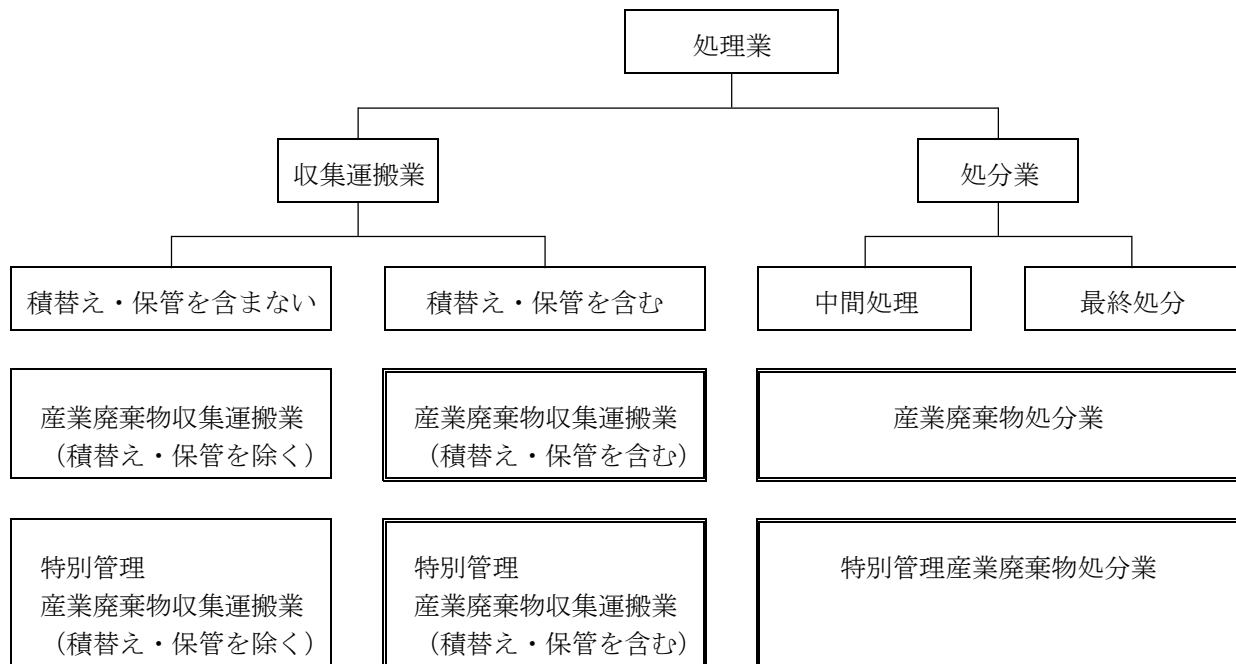 処理業
収集運搬業
処分業
積替え・保管を含まない
積替え・保管を含む
中間処理
最終処分
産業廃棄物収集運搬業
（積替え・保管を除く）
産業廃棄物収集運搬業
（積替え・保管を含む）
産業廃棄物処分業
特別管理
産業廃棄物収集運搬業
（積替え・保管を除く）
特別管理
産業廃棄物収集運搬業
（積替え・保管を含む）
特別管理産業廃棄物処分業